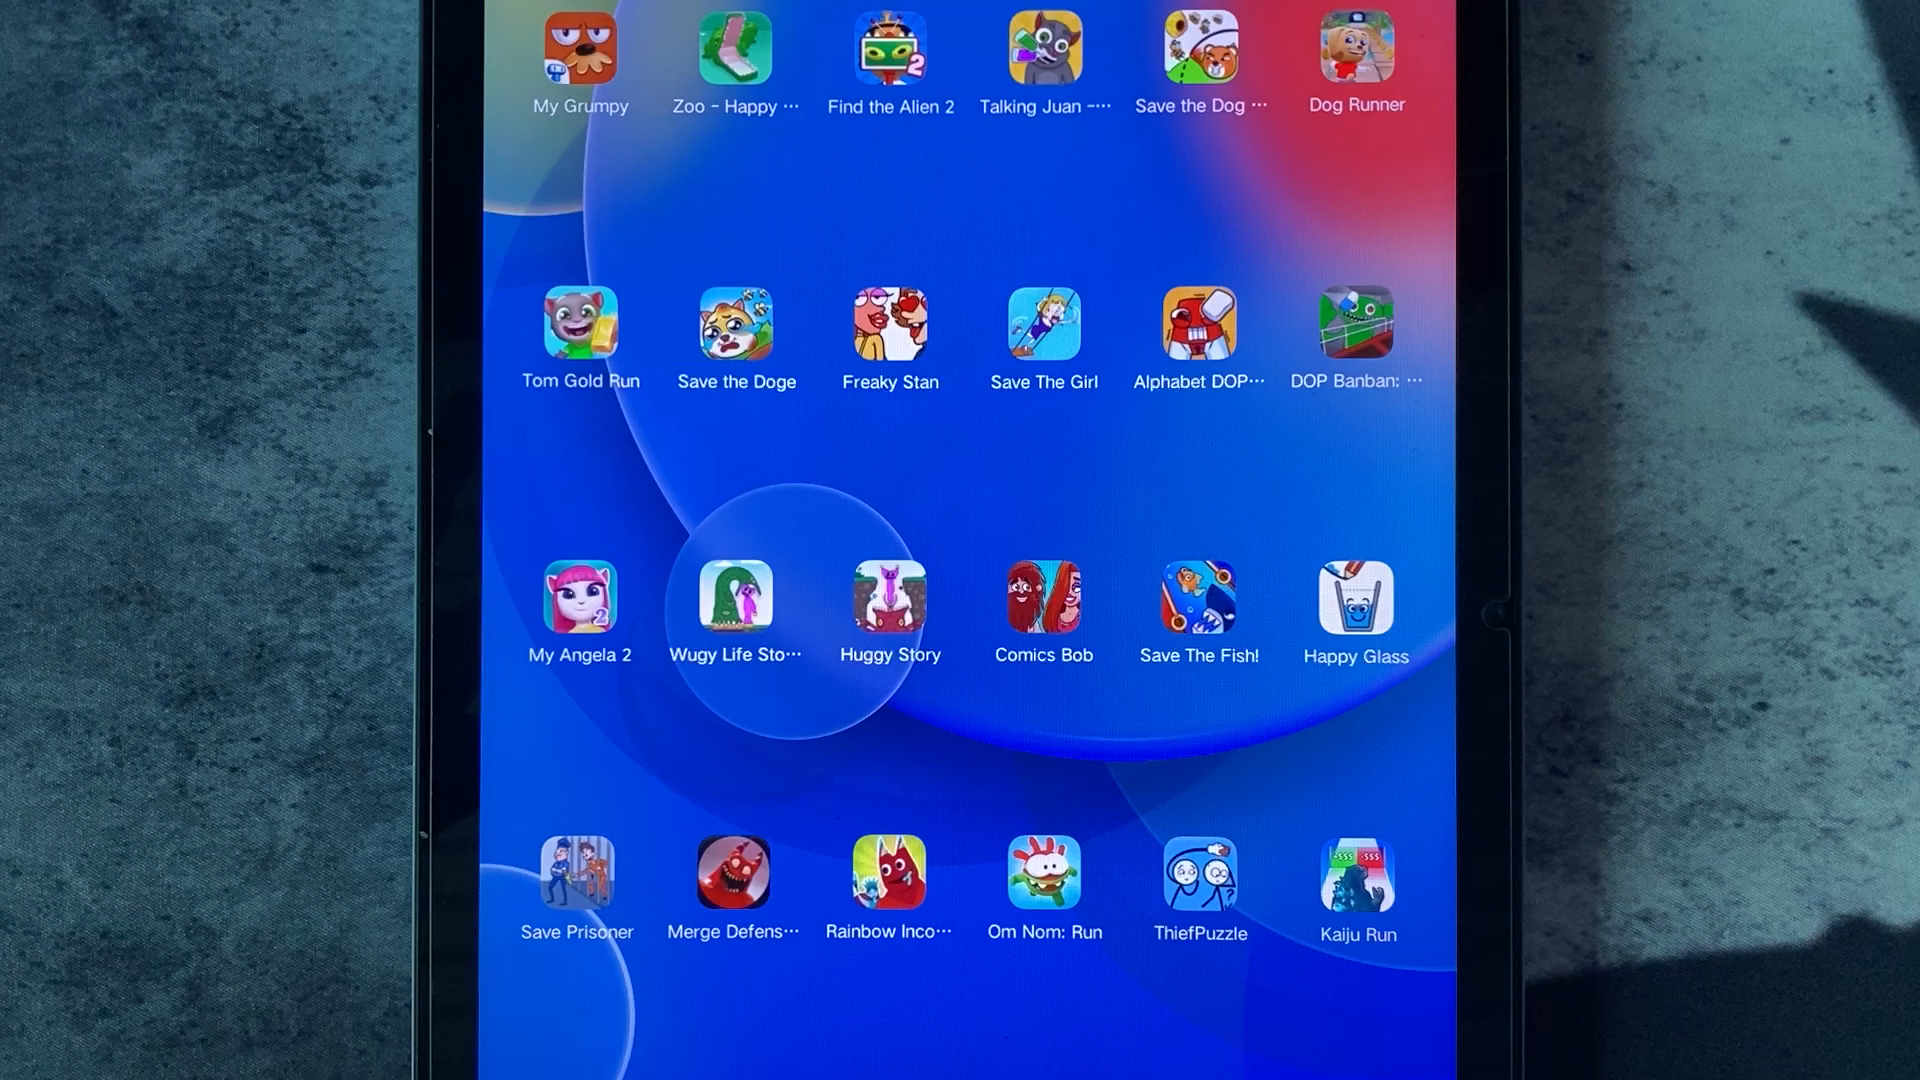 My Grumpy
Zoo - Happy ···
Find the Alien 2
Talking Juan -···
Save the Dog ···
Dog Runner
2
Tom Gold Run
Save the Doge
Freaky Stan
Save The Girl
Alphabet DOP···
DOP Banban: ···
2
My Angela 2
Wugy Life Sto···
Huggy Story
Comics Bob
Save The Fish!
Happy Glass
?
-$$$ -$$$
Save Prisoner
Merge Defens···
Rainbow Inco···
Om Nom: Run
ThiefPuzzle
Kaiju Run